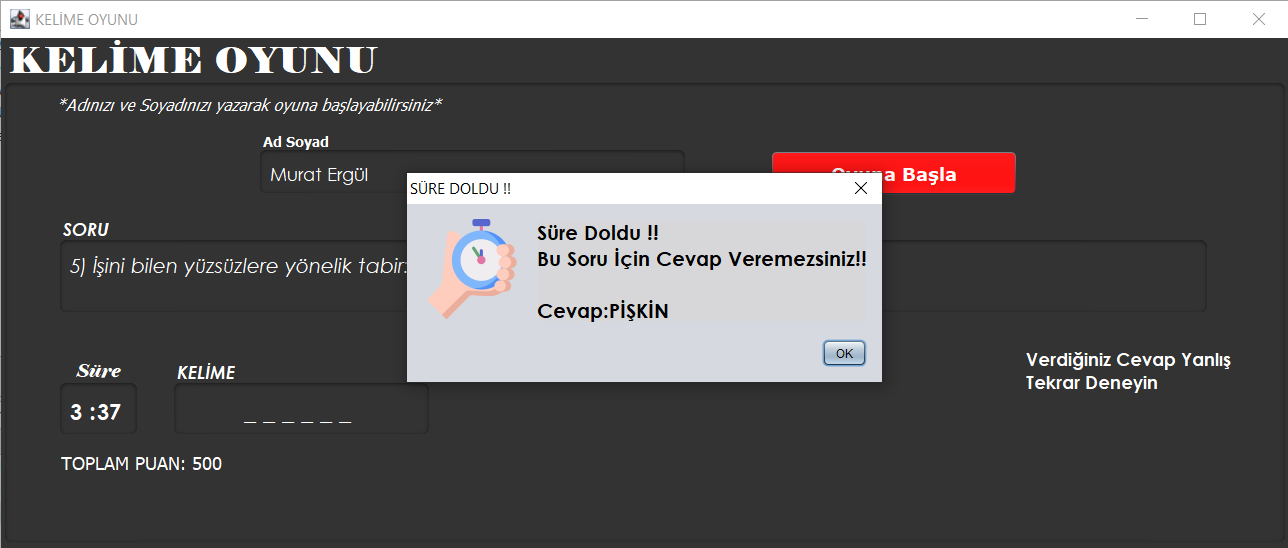 KELİME OYUNU
KELİME OYUNU
*Adınızı ve Soyadınızı yazarak oyuna başlayabilirsiniz*
Ad Soyad
Murat Ergül
Başla
SÜRE DOLDU !!
Süre Doldu !!
Bu Soru İçin Cevap Veremezsiniz!!
Cevap:PİŞKİN
OK
SORU
5) İşini bilen yüzsüzlere yönelik tabir:
Verdiğiniz Cevap Yanlış
Tekrar Deneyin
Süre
KELİME
3 :37
_ _ _ _ _ _
TOPLAM PUAN: 500